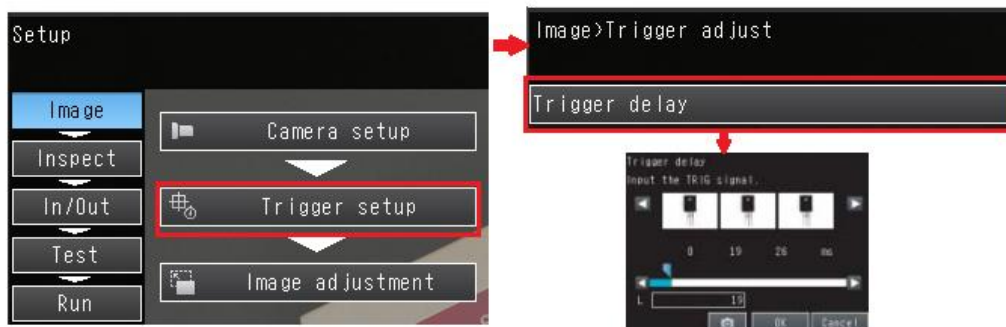 Setup
Image
Inspect
In/Out
Test
Run
Camera setup
Trigger setup
Image adjustment
Image>Trigger adjust
Trigger delay
Trigger delay
Input the TRIG signal.
0 19 26 ms
L 19
OK Cancel